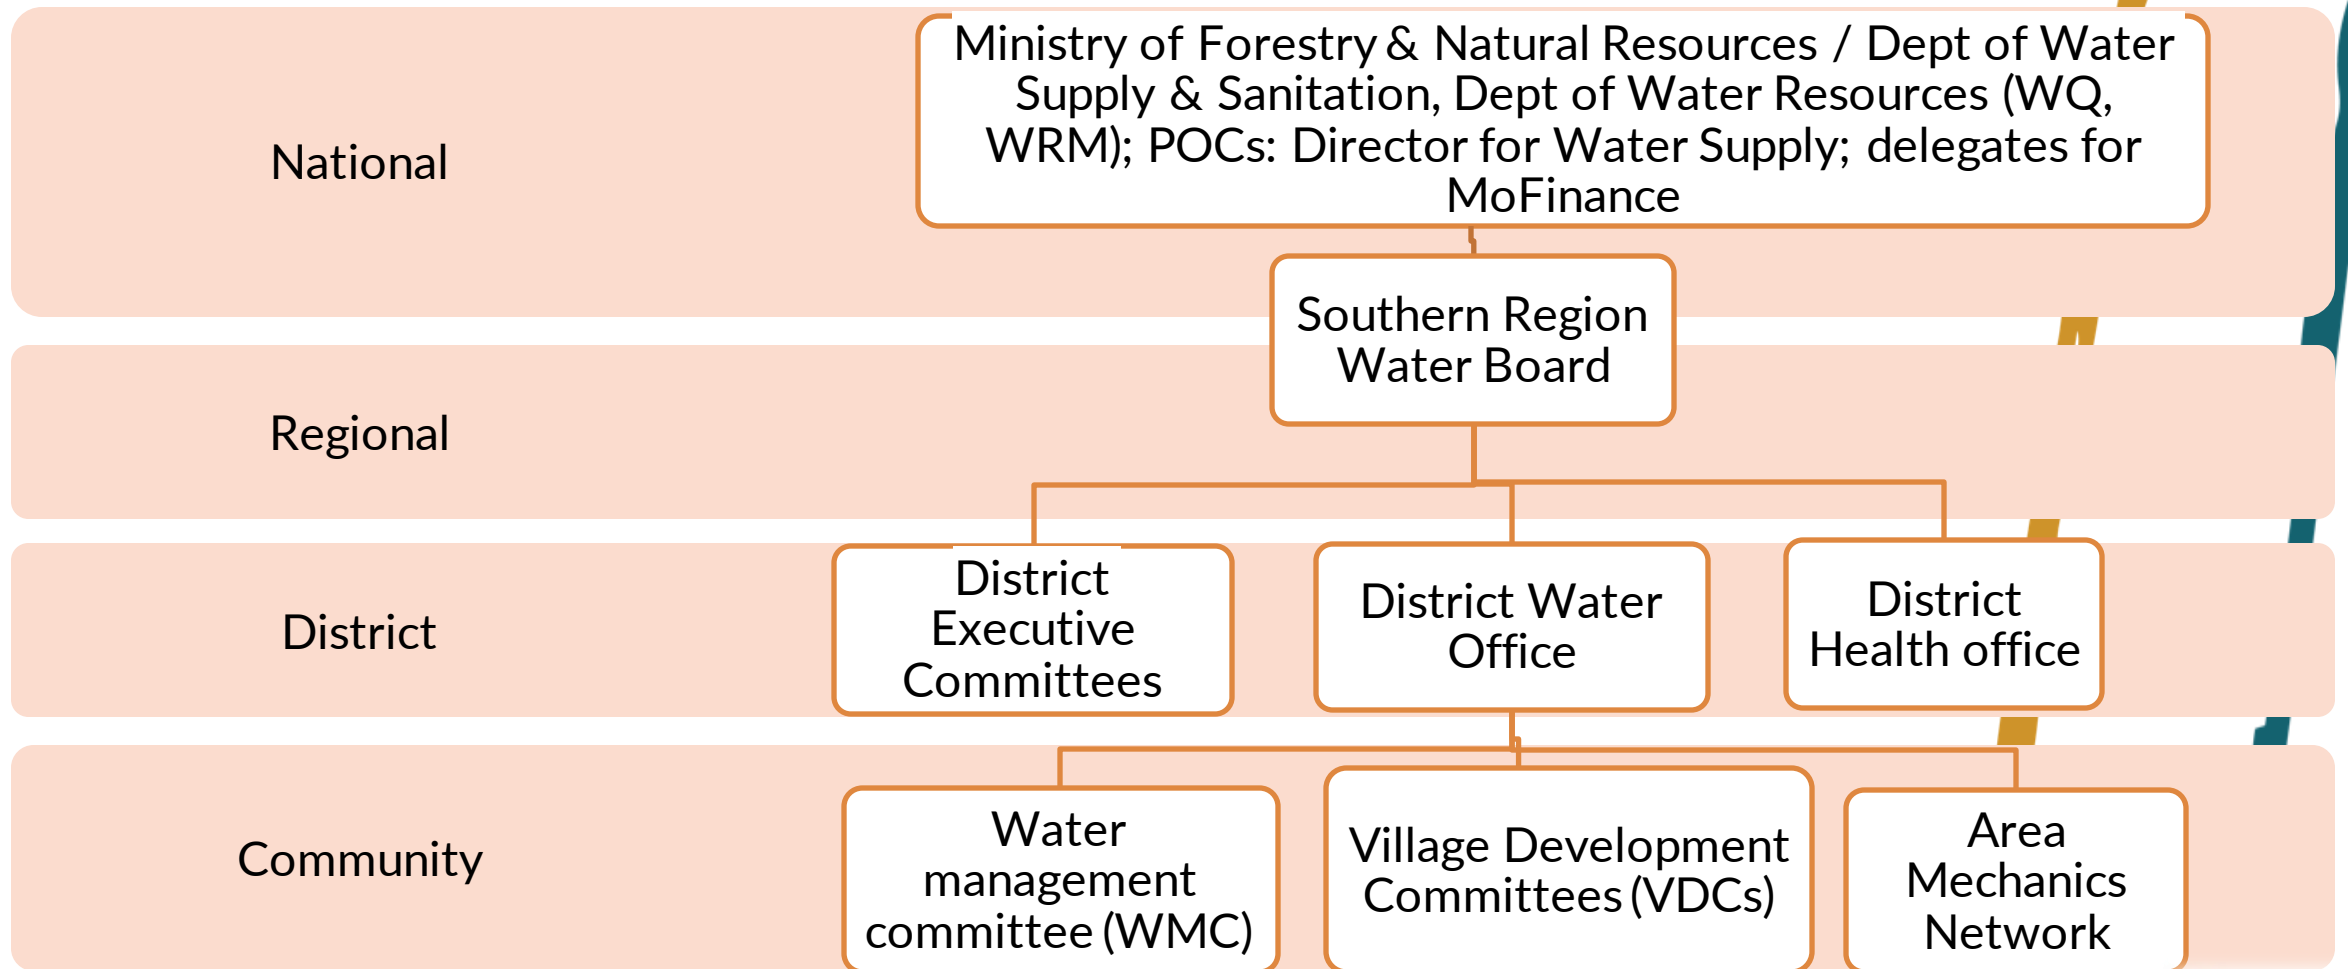 National
Ministry of Forestry & Natural Resources / Dept of Water
Supply & Sanitation, Dept of Water Resources (WQ,
WRM); POCs: Director for Water Supply; delegates for
MoFinance
Regional
Southern Region
Water Board
District
District
Executive
Committees
District Water
Office
District
Health office
Community
Water
management
committee (WMC)
Village Development
Committees (VDCs)
Area
Mechanics
Network